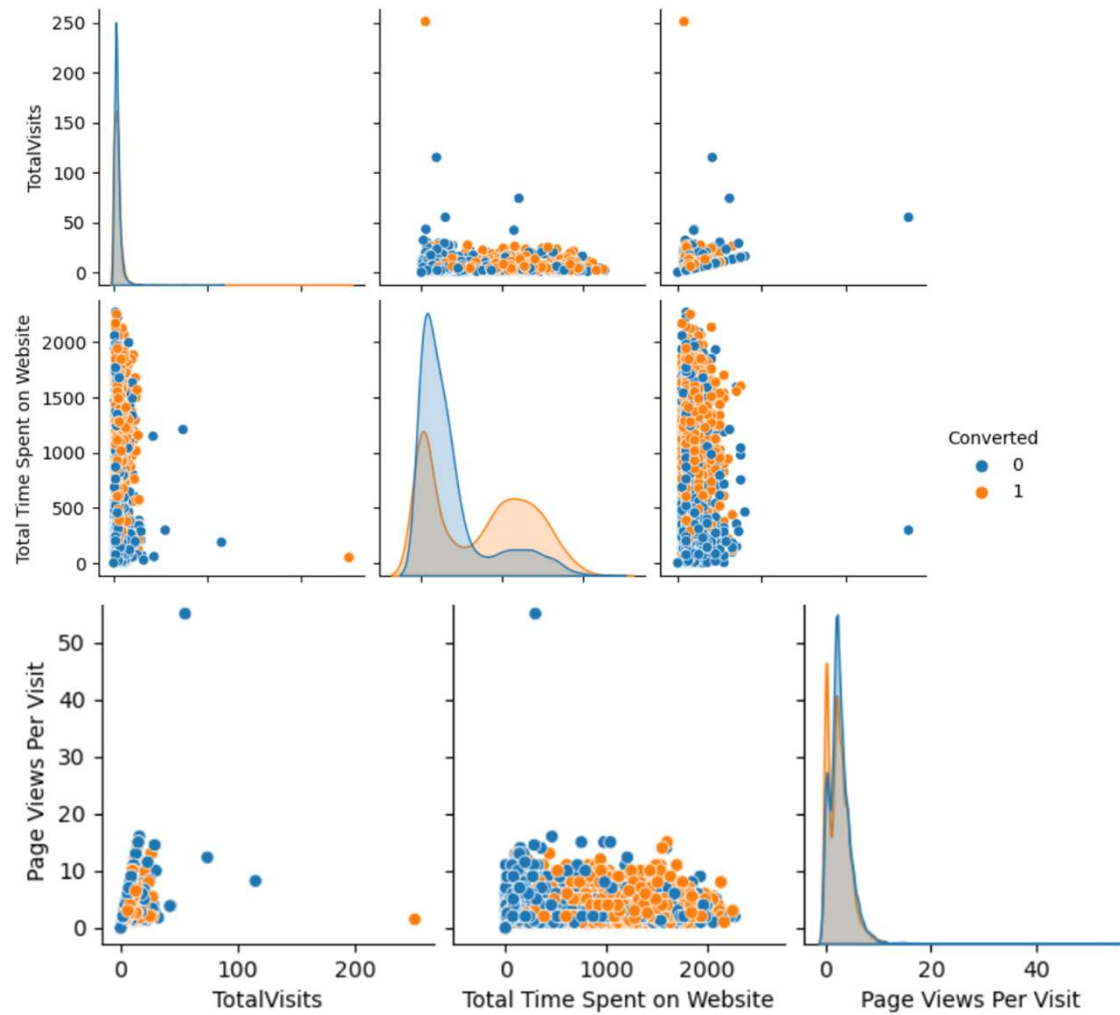 250
200
150
100
50
0
TotalVisits
2000
1500
1000
500
0
Total Time Spent on Website
Converted
0
1
50
40
30
20
10
0
Page Views Per Visit
0 100 200
TotalVisits
0 1000 2000
Total Time Spent on Website
0 20 40
Page Views Per Visit